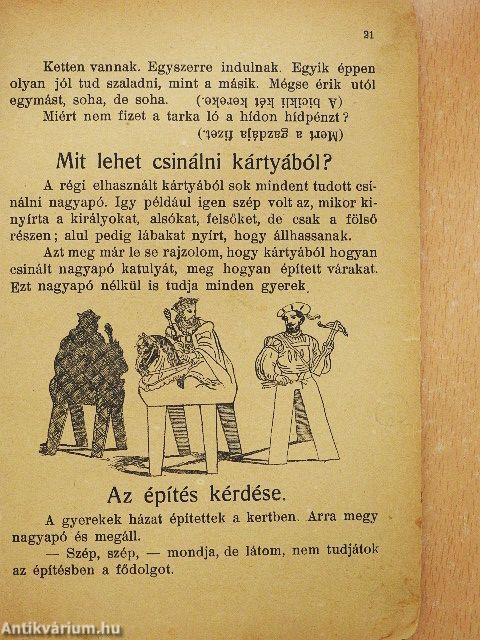 21
Ketten vannak. Egyszerre indulnak. Egyik éppen
olyan jól tud szaladni, mint a másik. Mégse érik utól
egymást, soha, de soha. (A bicikli két kereke.)
Miért nem fizet a tarka ló a hídon hídpénzt?
(Mert a gazdája fizet.)
Mit lehet csinálni kártyából?
A régi elhasznált kártyából sok mindent tudott csi-
nálni nagyapó. Igy például igen szép volt az, mikor ki-
nyírta a királyokat, alsókat, felsőket, de csak a fölső
részen; alul pedig lábakat nyírt, hogy állhassanak.
Azt meg már le se rajzolom, hogy kártyából hogyan
csinált nagyapó katulyát, meg hogyan épített várakat.
Ezt nagyapó nélkül is tudja minden gyerek
Az építés kérdése.
A gyerekek házat építettek a kertben. Arra megy
nagyapó és megáll.
— Szép, szép, — mondja, de látom, nem tudjátok
az építésben a fődolgot.
Antikvárium.hu